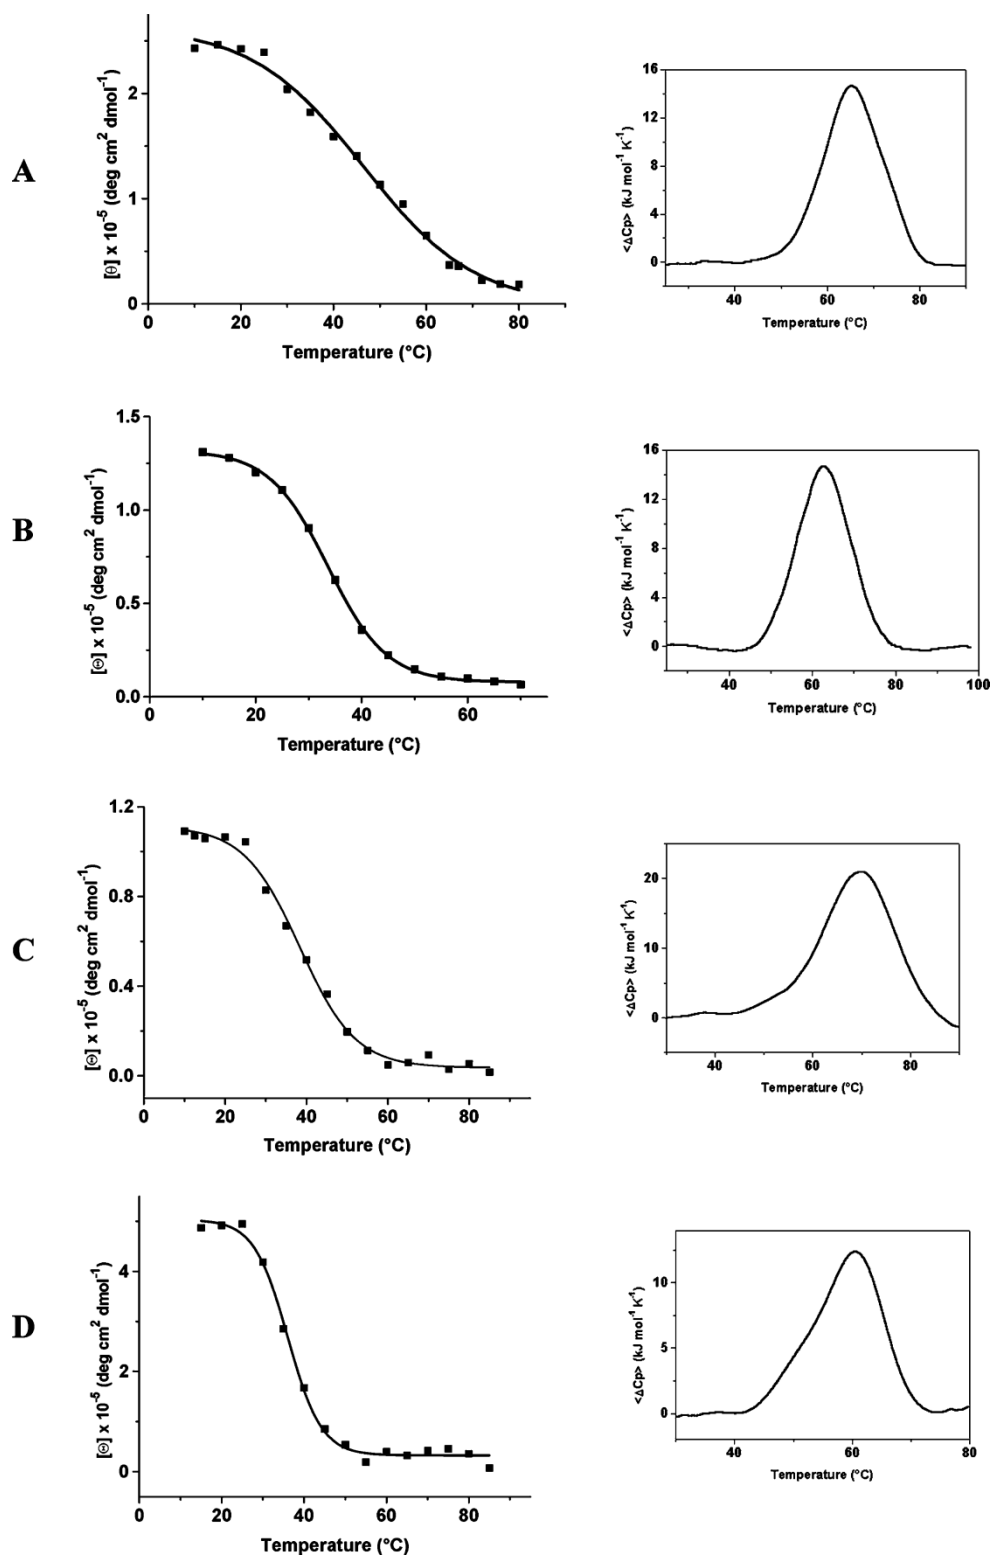 A
[θ] x 10⁻⁵ (deg cm² dmol⁻¹)
2
1
0
0 20 40 60 80
Temperature (°C)
<ΔCp> (kJ mol⁻¹ K⁻¹)
16
12
8
4
0
40 60 80
Temperature (°C)
B
[Θ] x 10⁻⁵ (deg cm² dmol⁻¹)
1.5
1.0
0.5
0.0
0 20 40 60
Temperature (°C)
<ΔCp> (kJ mol⁻¹ K⁻¹)
16
12
8
4
0
40 60 80 100
Temperature (°C)
C
[Θ] x 10⁻⁵ (deg cm² dmol⁻¹)
1.2
0.8
0.4
0.0
0 20 40 60 80
Temperature (°C)
<ΔCp> (kJ mol⁻¹ K⁻¹)
20
10
0
40 60 80
Temperature (°C)
D
[Θ] x 10⁻⁵ (deg cm² dmol⁻¹)
4
2
0
0 20 40 60 80
Temperature (°C)
<ΔCp> (kJ mol⁻¹ K⁻¹)
10
5
0
40 60 80
Temperature (°C)